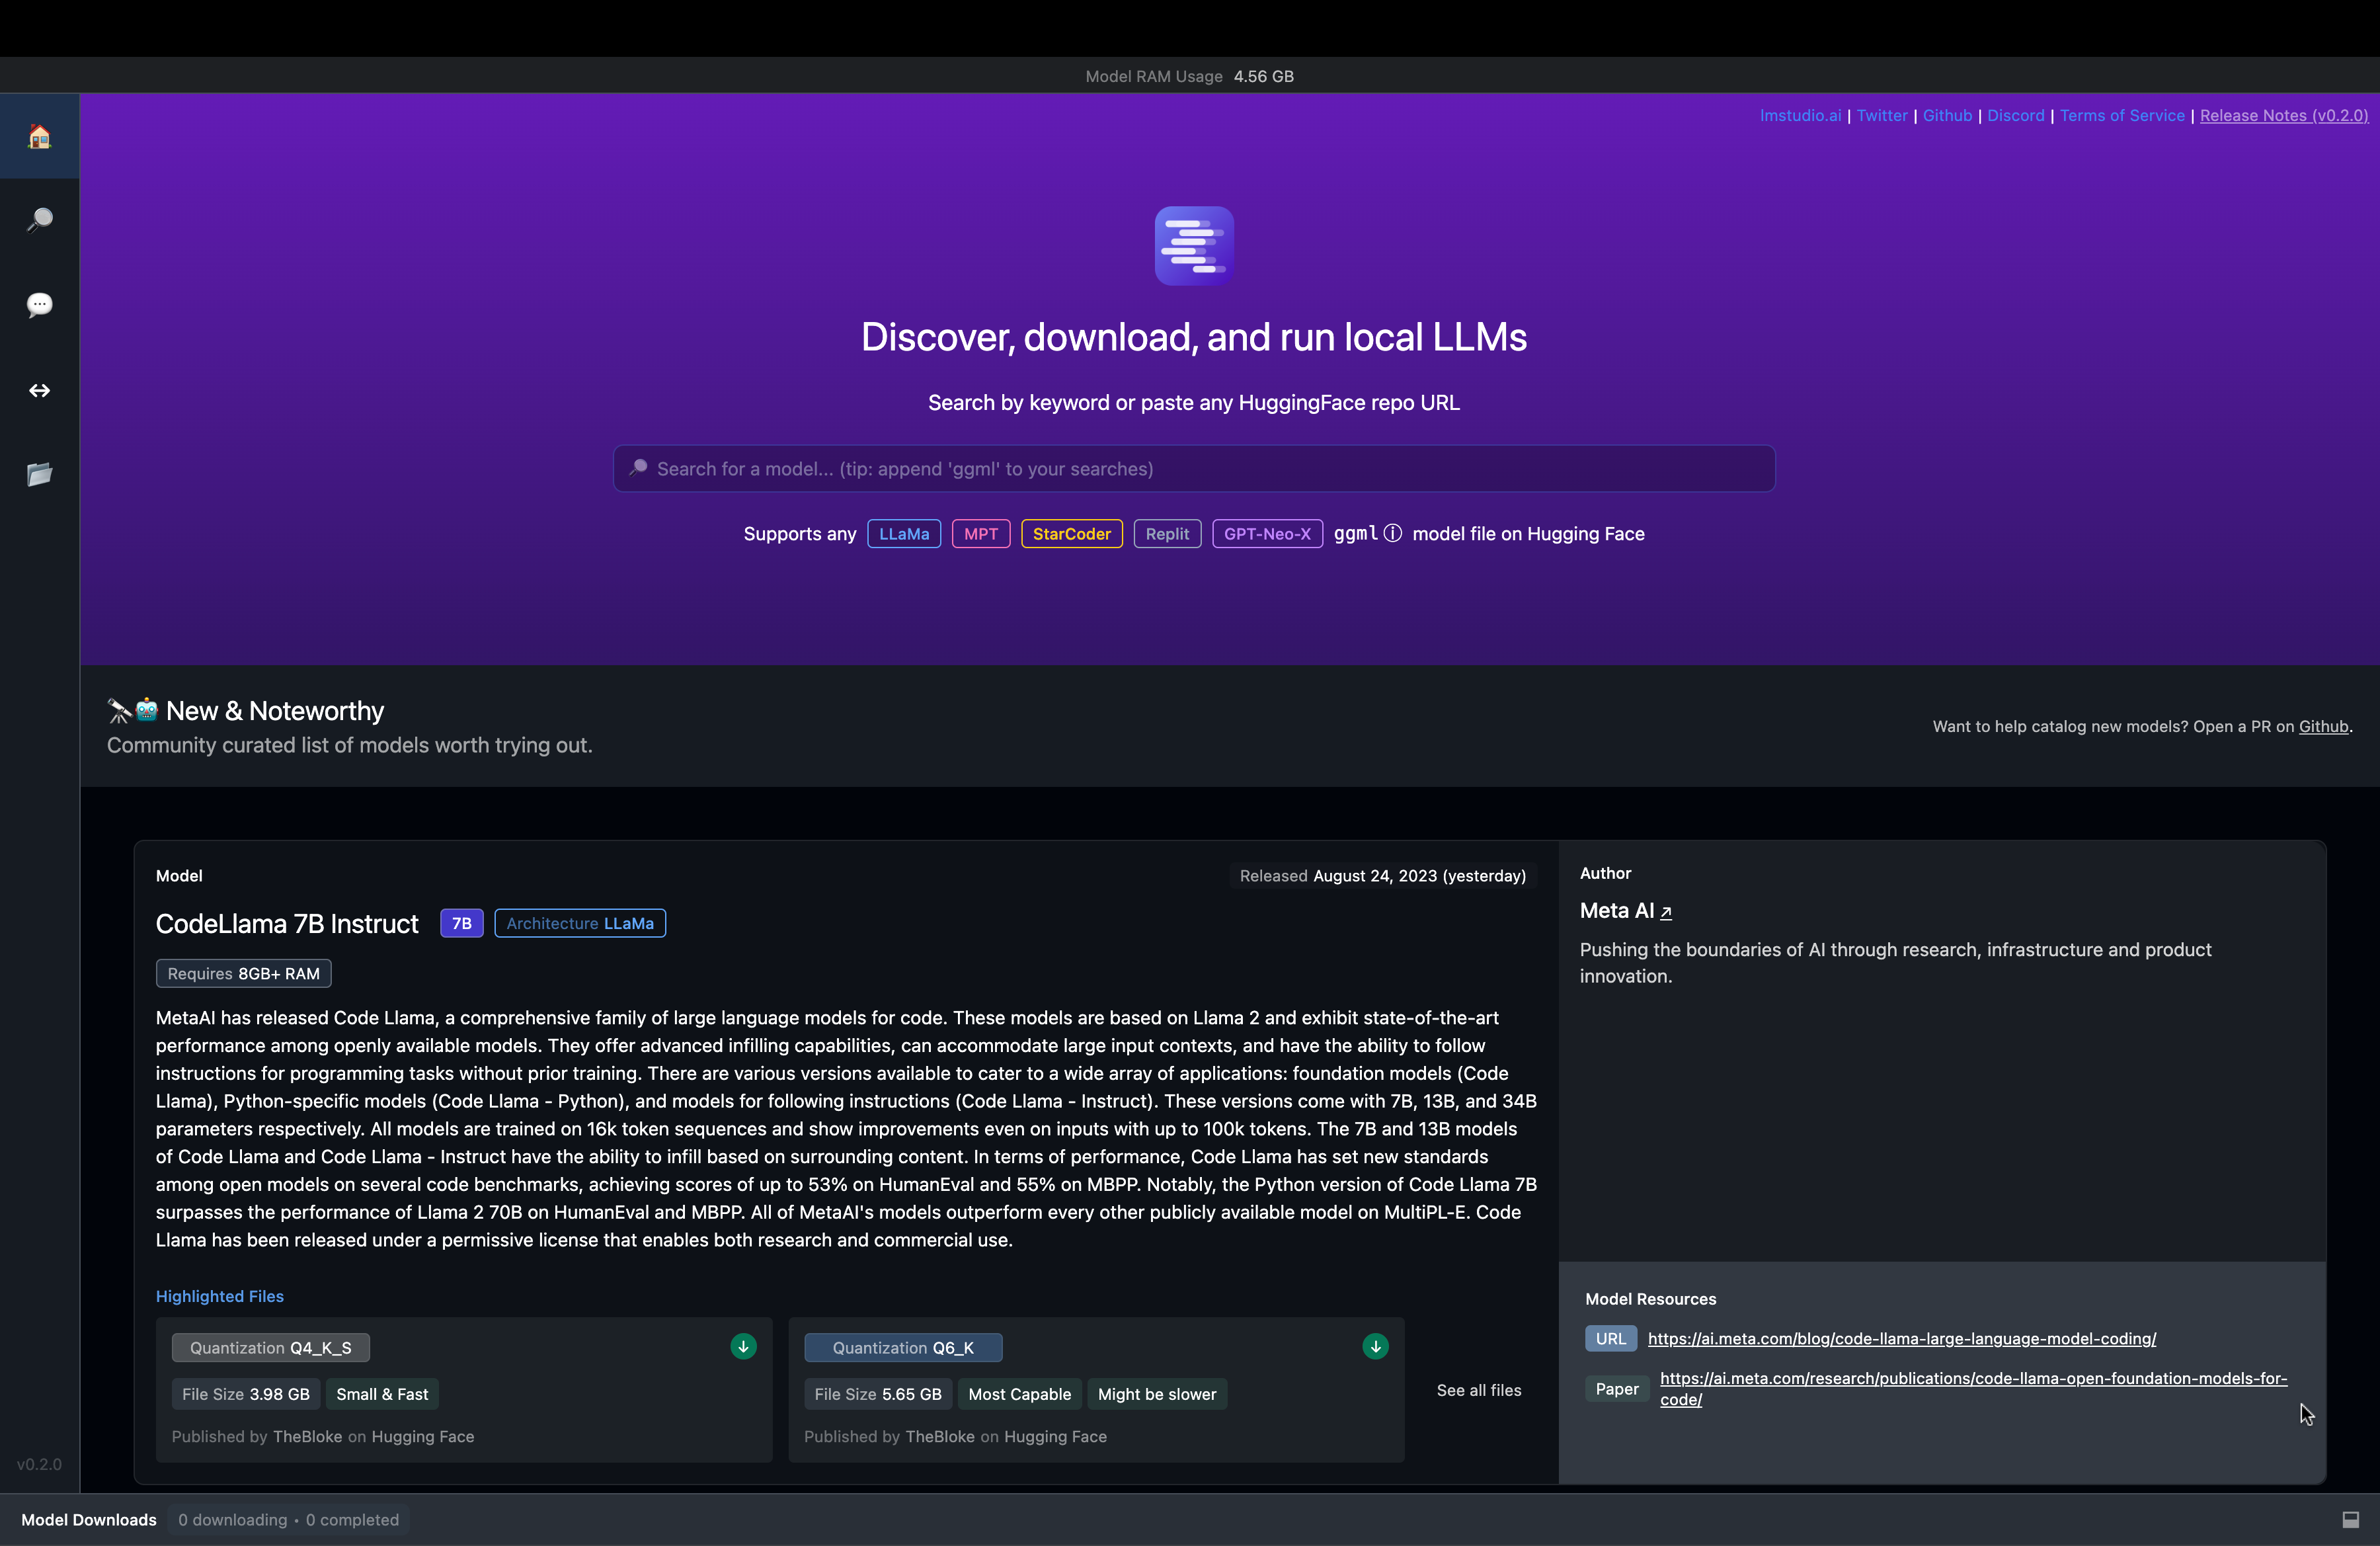 Model RAM Usage 4.56 GB
lmstudio.ai | Twitter | Github | Discord | Terms of Service | Release Notes (v0.2.0)
Discover, download, and run local LLMs
Search by keyword or paste any HuggingFace repo URL
Search for a model... (tip: append 'ggml' to your searches)
Supports any LLaMa MPT StarCoder Replit GPT-Neo-X ggml ⓘ model file on Hugging Face
New & Noteworthy
Community curated list of models worth trying out.
Want to help catalog new models? Open a PR on Github.
Model
Released August 24, 2023 (yesterday)
CodeLlama 7B Instruct 7B Architecture LLaMa
Requires 8GB+ RAM
MetaAI has released Code Llama, a comprehensive family of large language models for code. These models are based on Llama 2 and exhibit state-of-the-art
performance among openly available models. They offer advanced infilling capabilities, can accommodate large input contexts, and have the ability to follow
instructions for programming tasks without prior training. There are various versions available to cater to a wide array of applications: foundation models (Code
Llama), Python-specific models (Code Llama - Python), and models for following instructions (Code Llama - Instruct). These versions come with 7B, 13B, and 34B
parameters respectively. All models are trained on 16k token sequences and show improvements even on inputs with up to 100k tokens. The 7B and 13B models
of Code Llama and Code Llama - Instruct have the ability to infill based on surrounding content. In terms of performance, Code Llama has set new standards
among open models on several code benchmarks, achieving scores of up to 53% on HumanEval and 55% on MBPP. Notably, the Python version of Code Llama 7B
surpasses the performance of Llama 2 70B on HumanEval and MBPP. All of MetaAI's models outperform every other publicly available model on MultiPL-E. Code
Llama has been released under a permissive license that enables both research and commercial use.
Highlighted Files
Quantization Q4_K_S
File Size 3.98 GB Small & Fast
Published by TheBloke on Hugging Face
Quantization Q6_K
File Size 5.65 GB Most Capable Might be slower
Published by TheBloke on Hugging Face
See all files
Author
Meta AI ↗
Pushing the boundaries of AI through research, infrastructure and product
innovation.
Model Resources
URL https://ai.meta.com/blog/code-llama-large-language-model-coding/
Paper https://ai.meta.com/research/publications/code-llama-open-foundation-models-for-
code/
v0.2.0
Model Downloads 0 downloading • 0 completed